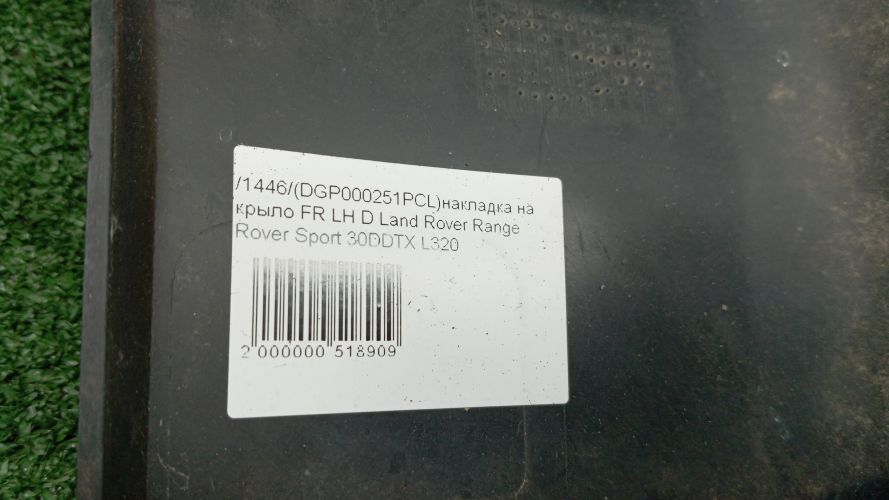 /1446/(DGP000251PCL)накладка на
крыло FR LH D Land Rover Range
Rover Sport 30DDTX L320
2 000000 518909